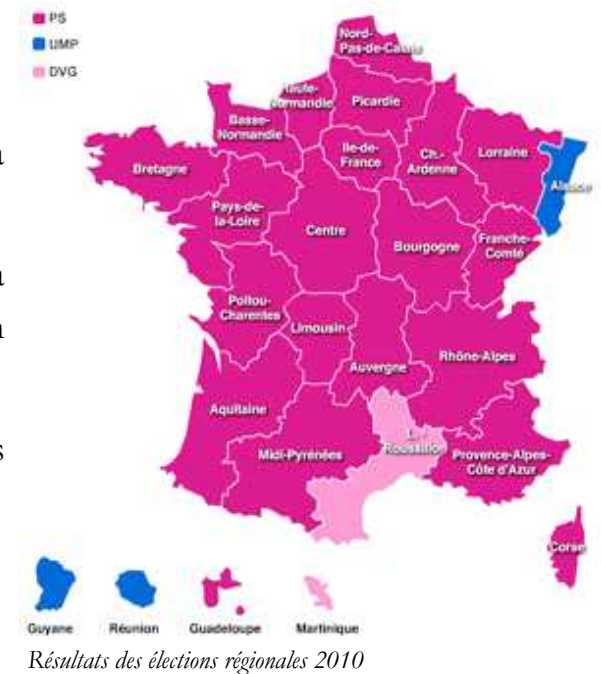 PS
UMP
DVG
Nord-
Pas-de-Calais
Haute-
Normandie
Picardie
Basse-
Normandie
Ile-de-
France
Ch.-
Ardenne
Lorraine
Alsace
a
Bretagne
Pays-de-
la-Loire
Centre
Bourgogne
Franche-
Comté
a
n
Poitou-
Charentes
Limousin
Auvergne
Rhône-Alpes
s
Aquitaine
Midi-Pyrénées
L.
Roussillon
Provence-Alpes-
Côte d'Azur
Corse
Guyane
Réunion
Guadeloupe
Martinique
Résultats des élections régionales 2010